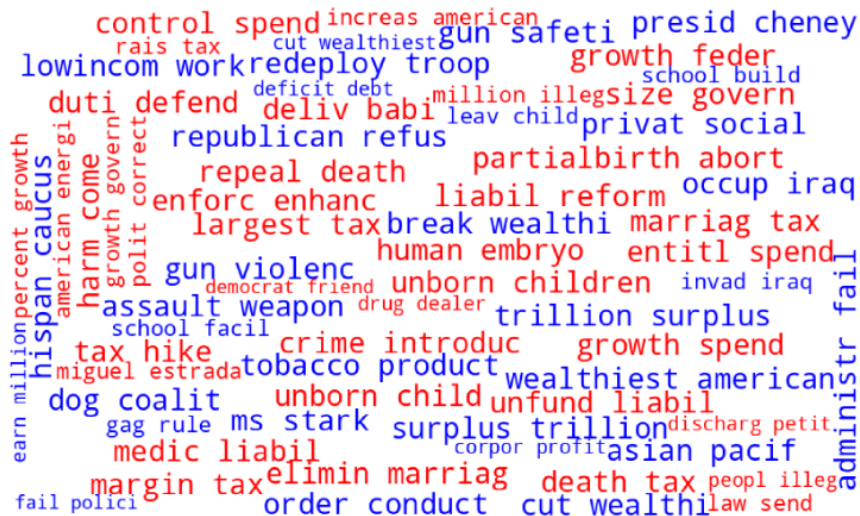 control spend
increas american
presid cheney
rais tax
cut wealthiest
gun safeti
growth feder
lowincom work
redeploy troop
school build
deficit debt
duti defend
deliv babi
million illeg
size govern
leav child
privat social
republican refus
partialbirth abort
repeal death
occup iraq
enforc enhanc
liabil reform
largest tax
break wealthi
marriag tax
percent growth
hispan caucus
american energi
harm come
growth govern
polit correct
human embryo
entitl spend
gun violenc
democrat friend
unborn children
invad iraq
assault weapon
drug dealer
trillion surplus
school facil
tax hike
crime introduc
growth spend
miguel estrada
tobacco product
wealthiest american
administr fail
earn million
dog coalit
unborn child
unfund liabil
gag rule
ms stark
surplus trillion
discharg petit
medic liabil
corpor profit
asian pacif
margin tax
elimin marriag
death tax
peopl illeg
fail polici
order conduct
cut wealthi
law send